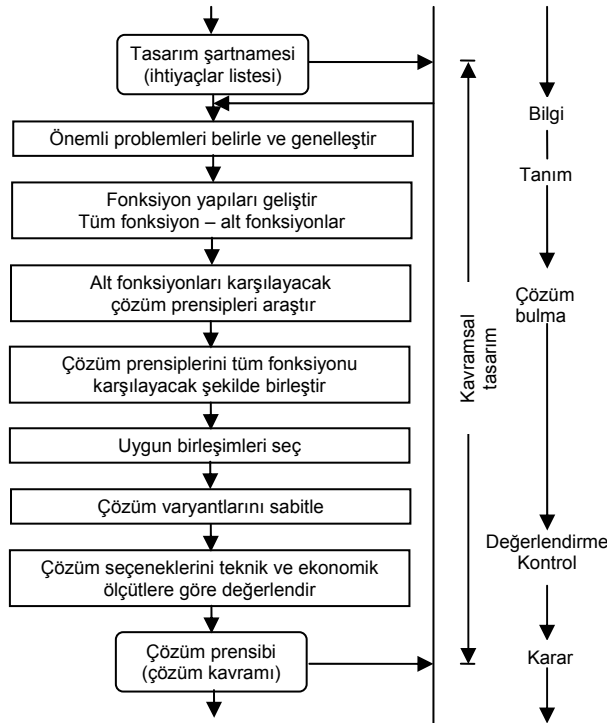 Tasarım şartnamesi
(ihtiyaçlar listesi)
Önemli problemleri belirle ve genelleştir
Fonksiyon yapıları geliştir
Tüm fonksiyon – alt fonksiyonlar
Alt fonksiyonları karşılayacak
çözüm prensipleri araştır
Çözüm prensiplerini tüm fonksiyonu
karşılayacak şekilde birleştir
Uygun birleşimleri seç
Çözüm varyantlarını sabitle
Çözüm seçeneklerini teknik ve ekonomik
ölçütlere göre değerlendir
Çözüm prensibi
(çözüm kavramı)
Kavramsal
tasarım
Bilgi
Tanım
Çözüm
bulma
Değerlendirme
Kontrol
Karar